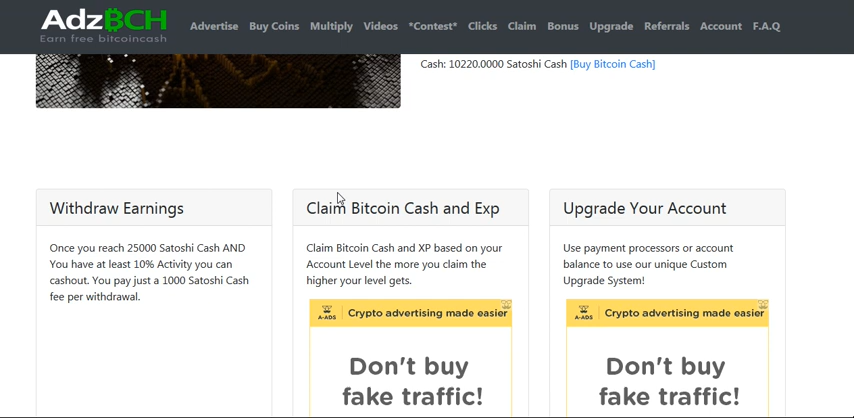 AdzBCH
Earn free bitcoincash
Advertise Buy Coins Multiply Videos *Contest* Clicks Claim Bonus Upgrade Referrals Account F.A.Q
Cash: 10220.0000 Satoshi Cash [Buy Bitcoin Cash]
Withdraw Earnings
Once you reach 25000 Satoshi Cash AND
You have at least 10% Activity you can
cashout. You pay just a 1000 Satoshi Cash
fee per withdrawal.
Claim Bitcoin Cash and Exp
Claim Bitcoin Cash and XP based on your
Account Level the more you claim the
higher your level gets.
A-ADS Crypto advertising made easier
Don't buy
fake traffic!
Upgrade Your Account
Use payment processors or account
balance to use our unique Custom
Upgrade System!
A-ADS Crypto advertising made easier
Don't buy
fake traffic!